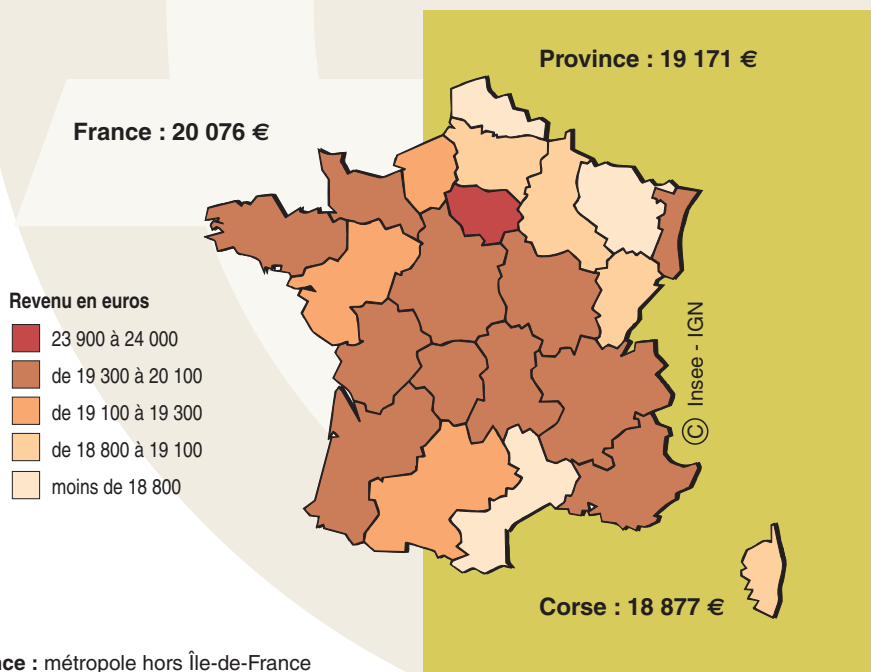 Province : 19 171 €
France : 20 076 €
Revenu en euros
23 900 à 24 000
de 19 300 à 20 100
de 19 100 à 19 300
de 18 800 à 19 100
moins de 18 800
© Insee - IGN
Corse : 18 877 €
nce : métropole hors Île-de-France